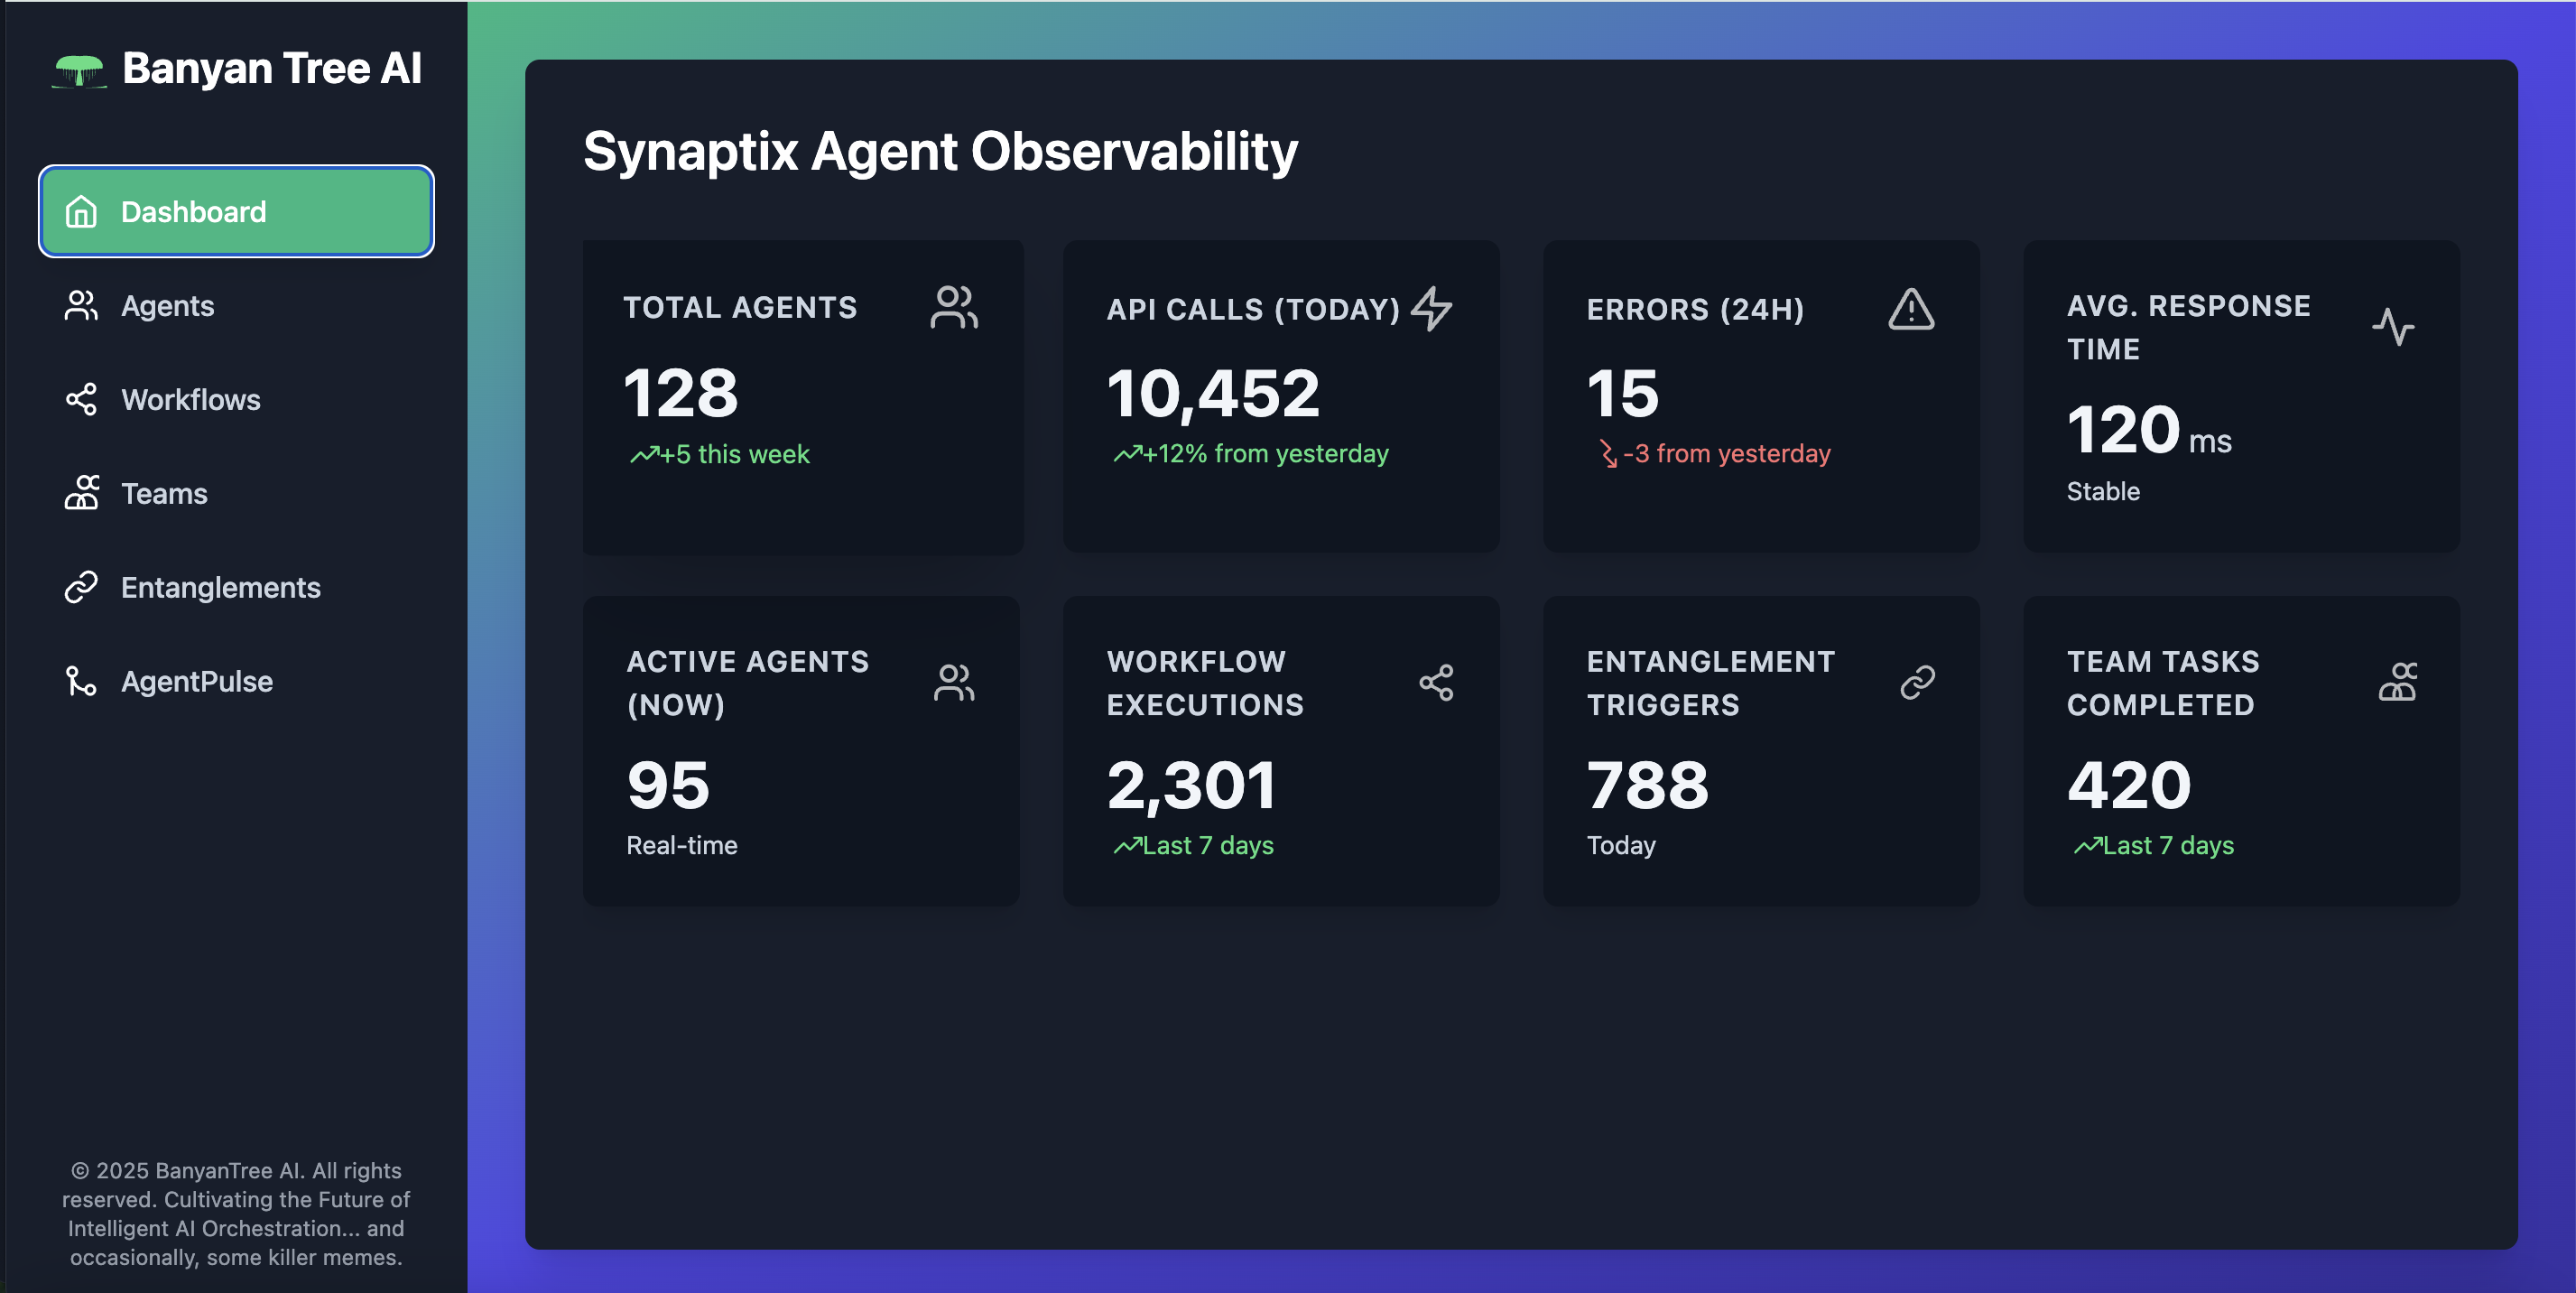 Banyan Tree AI
Dashboard
Agents
Workflows
Teams
Entanglements
AgentPulse
© 2025 BanyanTree AI. All rights
reserved. Cultivating the Future of
Intelligent AI Orchestration... and
occasionally, some killer memes.
Synaptix Agent Observability
TOTAL AGENTS
128
+5 this week
API CALLS (TODAY)
10,452
+12% from yesterday
ERRORS (24H)
15
-3 from yesterday
AVG. RESPONSE
TIME
120 ms
Stable
ACTIVE AGENTS
(NOW)
95
Real-time
WORKFLOW
EXECUTIONS
2,301
Last 7 days
ENTANGLEMENT
TRIGGERS
788
Today
TEAM TASKS
COMPLETED
420
Last 7 days